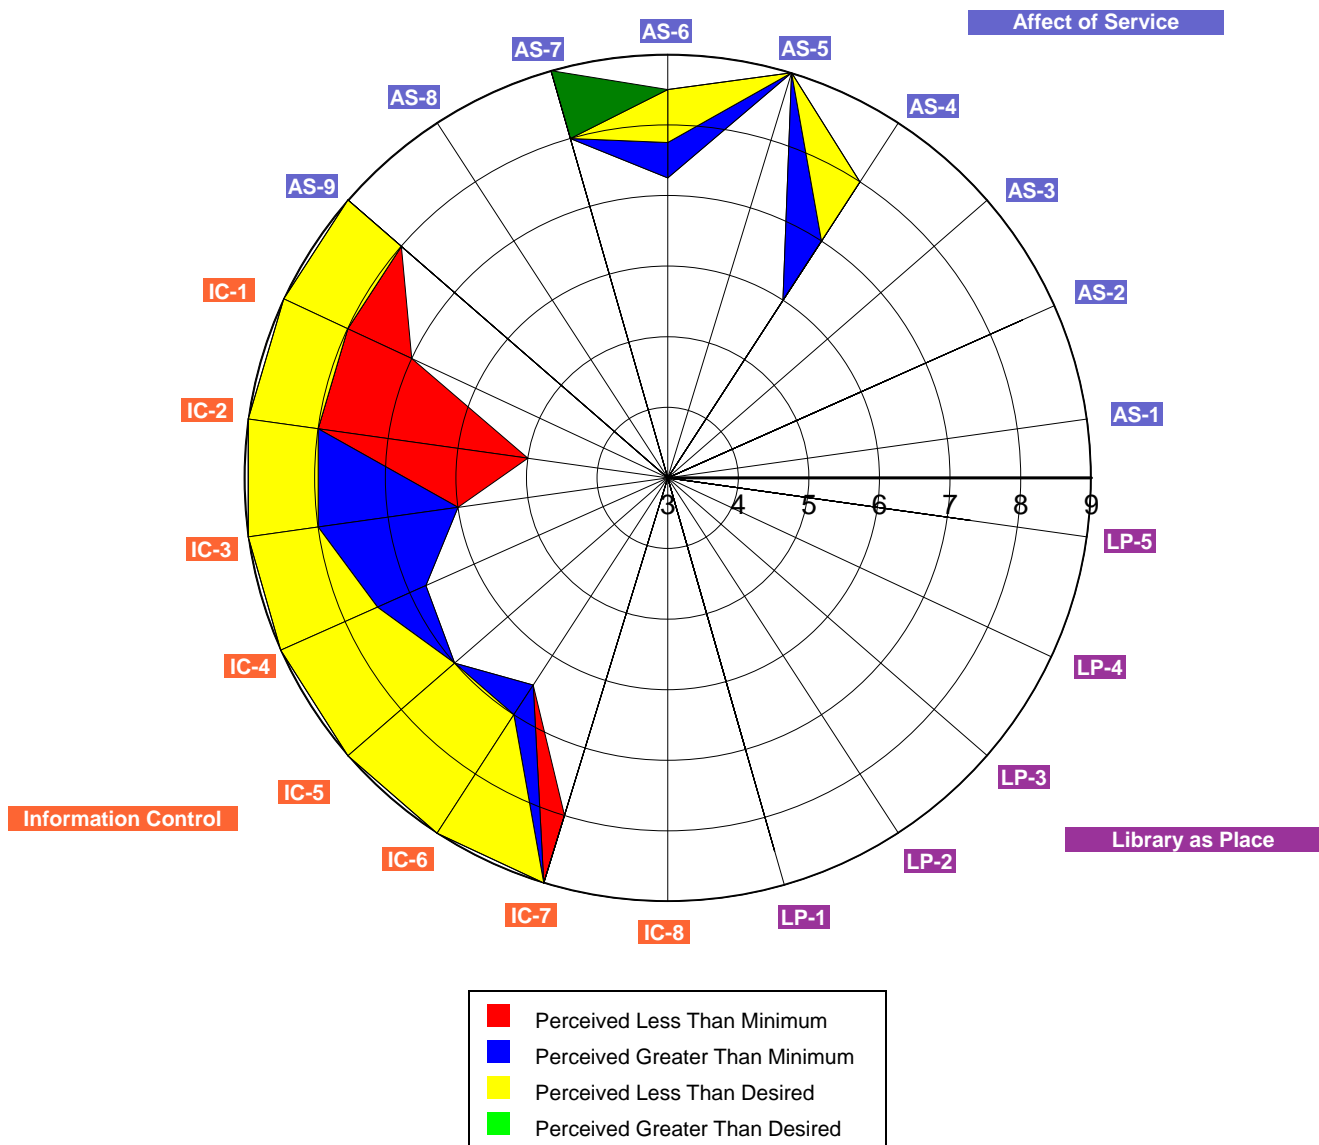 Affect of Service
AS-6
AS-7
AS-5
AS-8
AS-4
AS-9
AS-3
IC-1
AS-2
IC-2
AS-1
3 4 5 6 7 8 9
IC-3
LP-5
IC-4
LP-4
IC-5
LP-3
Information Control
Library as Place
IC-6
LP-2
IC-7
LP-1
IC-8
Perceived Less Than Minimum
Perceived Greater Than Minimum
Perceived Less Than Desired
Perceived Greater Than Desired